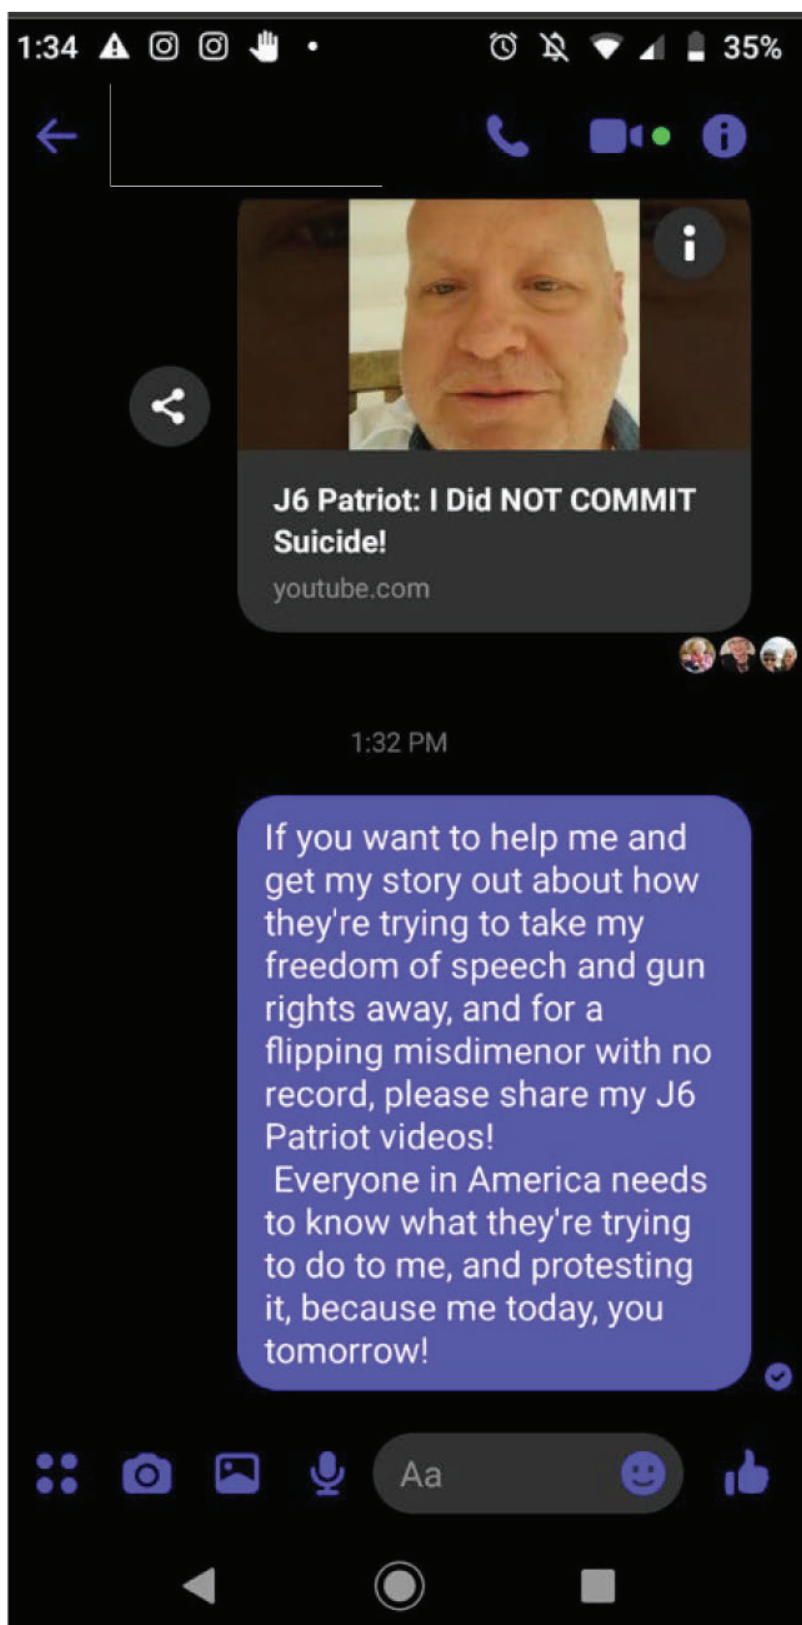 1:34
35%
J6 Patriot: I Did NOT COMMIT
Suicide!
youtube.com
1:32 PM
If you want to help me and
get my story out about how
they're trying to take my
freedom of speech and gun
rights away, and for a
flipping misdimenor with no
record, please share my J6
Patriot videos!
Everyone in America needs
to know what they're trying
to do to me, and protesting
it, because me today, you
tomorrow!
Aa